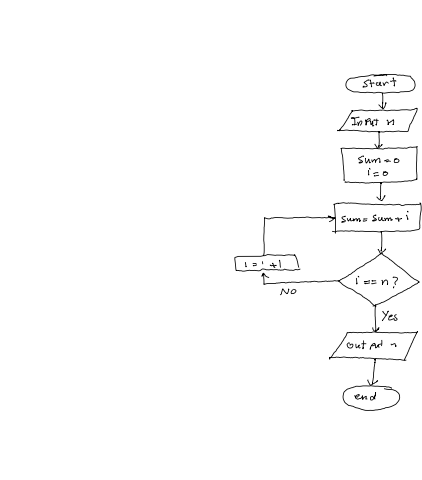 start
Input n
sum=0
i=0
sum= sum+ i
i = i +1
i == n ?
NO
Yes
output n
end